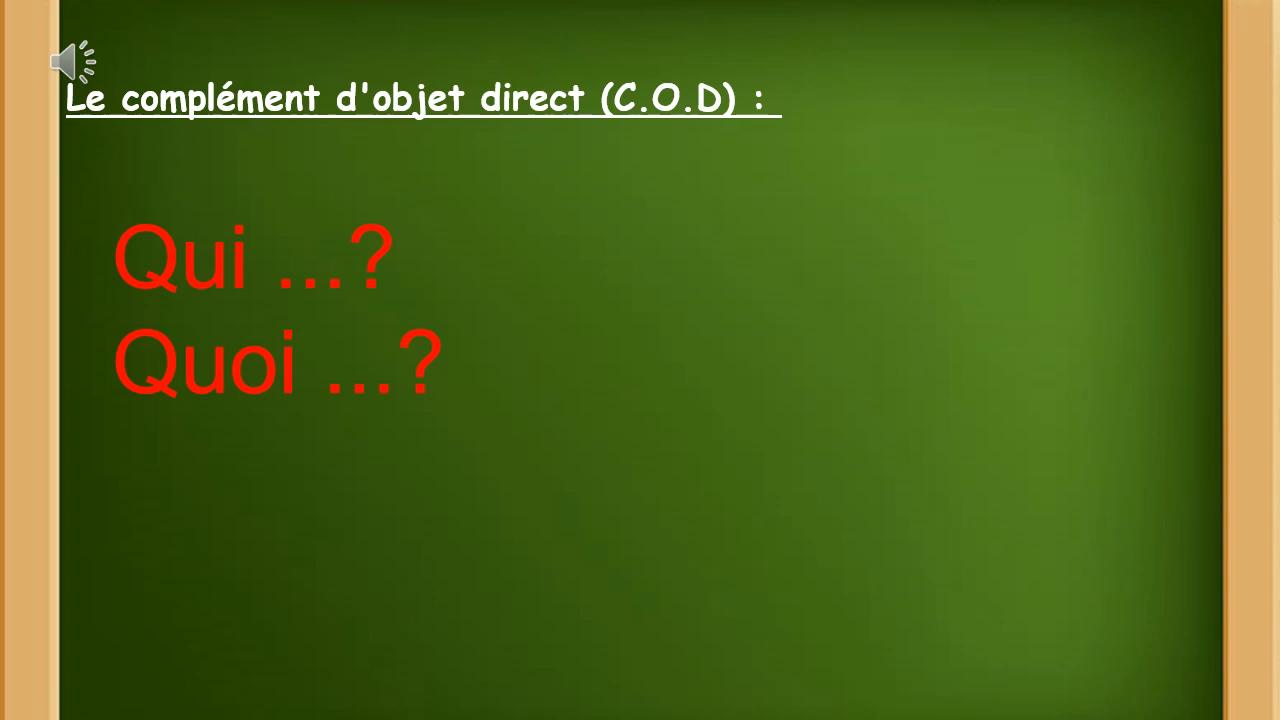 Le complément d'objet direct (C.O.D) :
Qui ...?
Quoi ...?